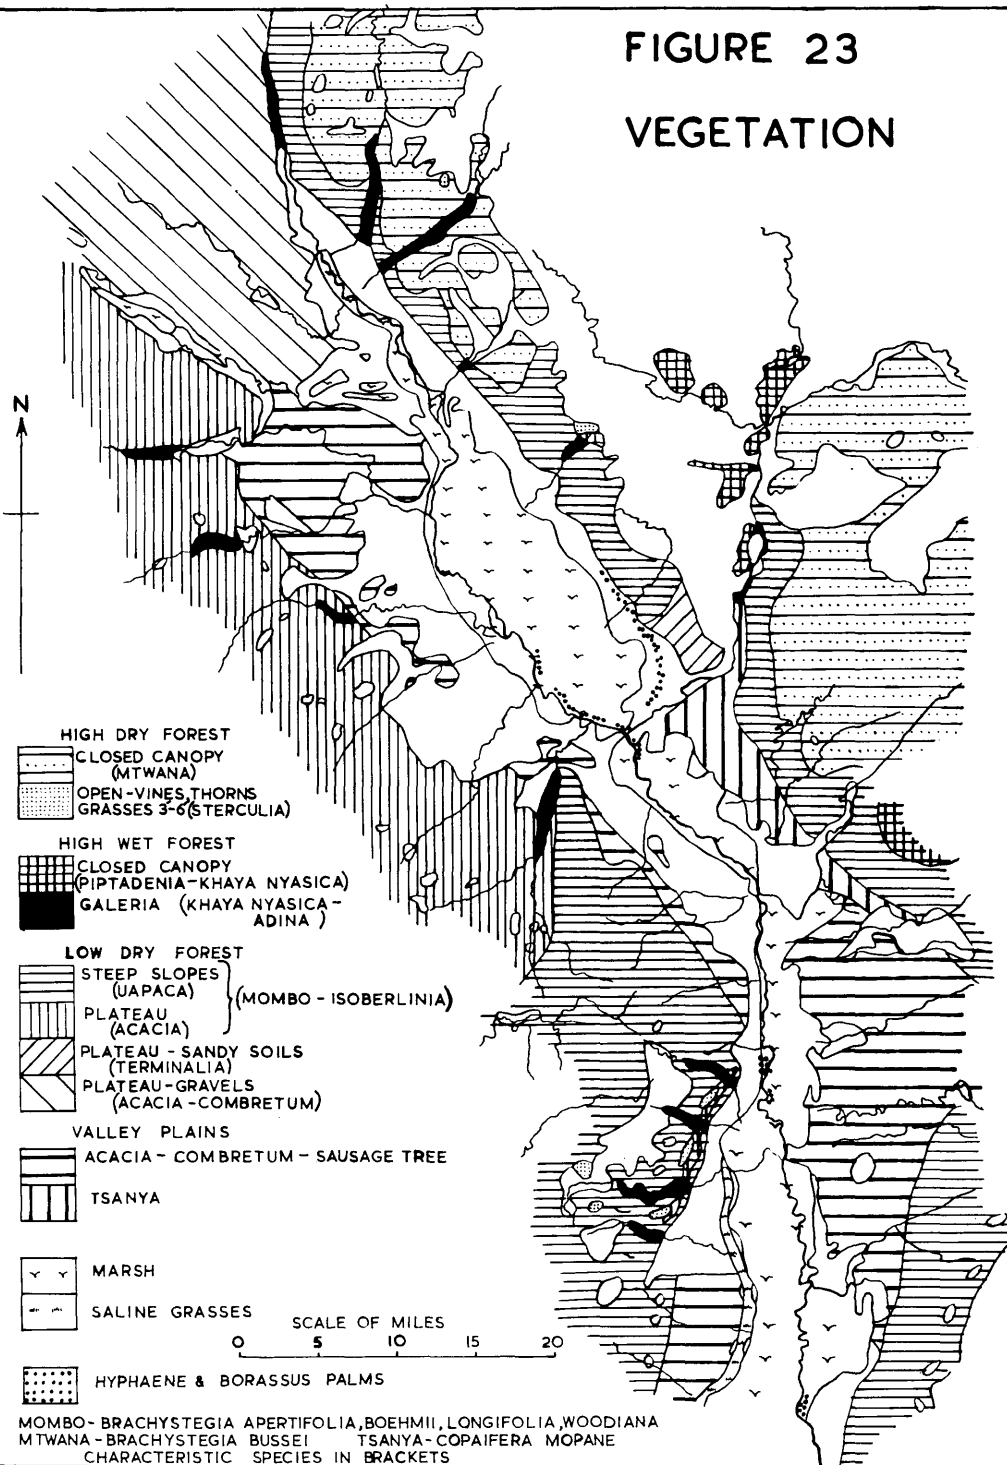 FIGURE 23
VEGETATION
N
HIGH DRY FOREST
CLOSED CANOPY
(MTWANA)
OPEN-VINES, THORNS
GRASSES 3-6'(STERCULIA)
HIGH WET FOREST
CLOSED CANOPY
(PIPTADENIA-KHAYA NYASICA)
GALERIA (KHAYA NYASICA-
ADINA)
LOW DRY FOREST
STEEP SLOPES
(UAPACA)
(MOMBO-ISOBERLINIA)
PLATEAU
(ACACIA)
PLATEAU-SANDY SOILS
(TERMINALIA)
PLATEAU-GRAVELS
(ACACIA-COMBRETUM)
VALLEY PLAINS
ACACIA-COMBRETUM-SAUSAGE TREE
TSANYA
MARSH
SALINE GRASSES
SCALE OF MILES
0 5 10 15 20
HYPHAENE & BORASSUS PALMS
MOMBO-BRACHYSTEGIA APERTIFOLIA, BOEHMII, LONGIFOLIA, WOODIANA
MTWANA-BRACHYSTEGIA BUSSEI TSANYA-COPAIFERA MOPANE
CHARACTERISTIC SPECIES IN BRACKETS